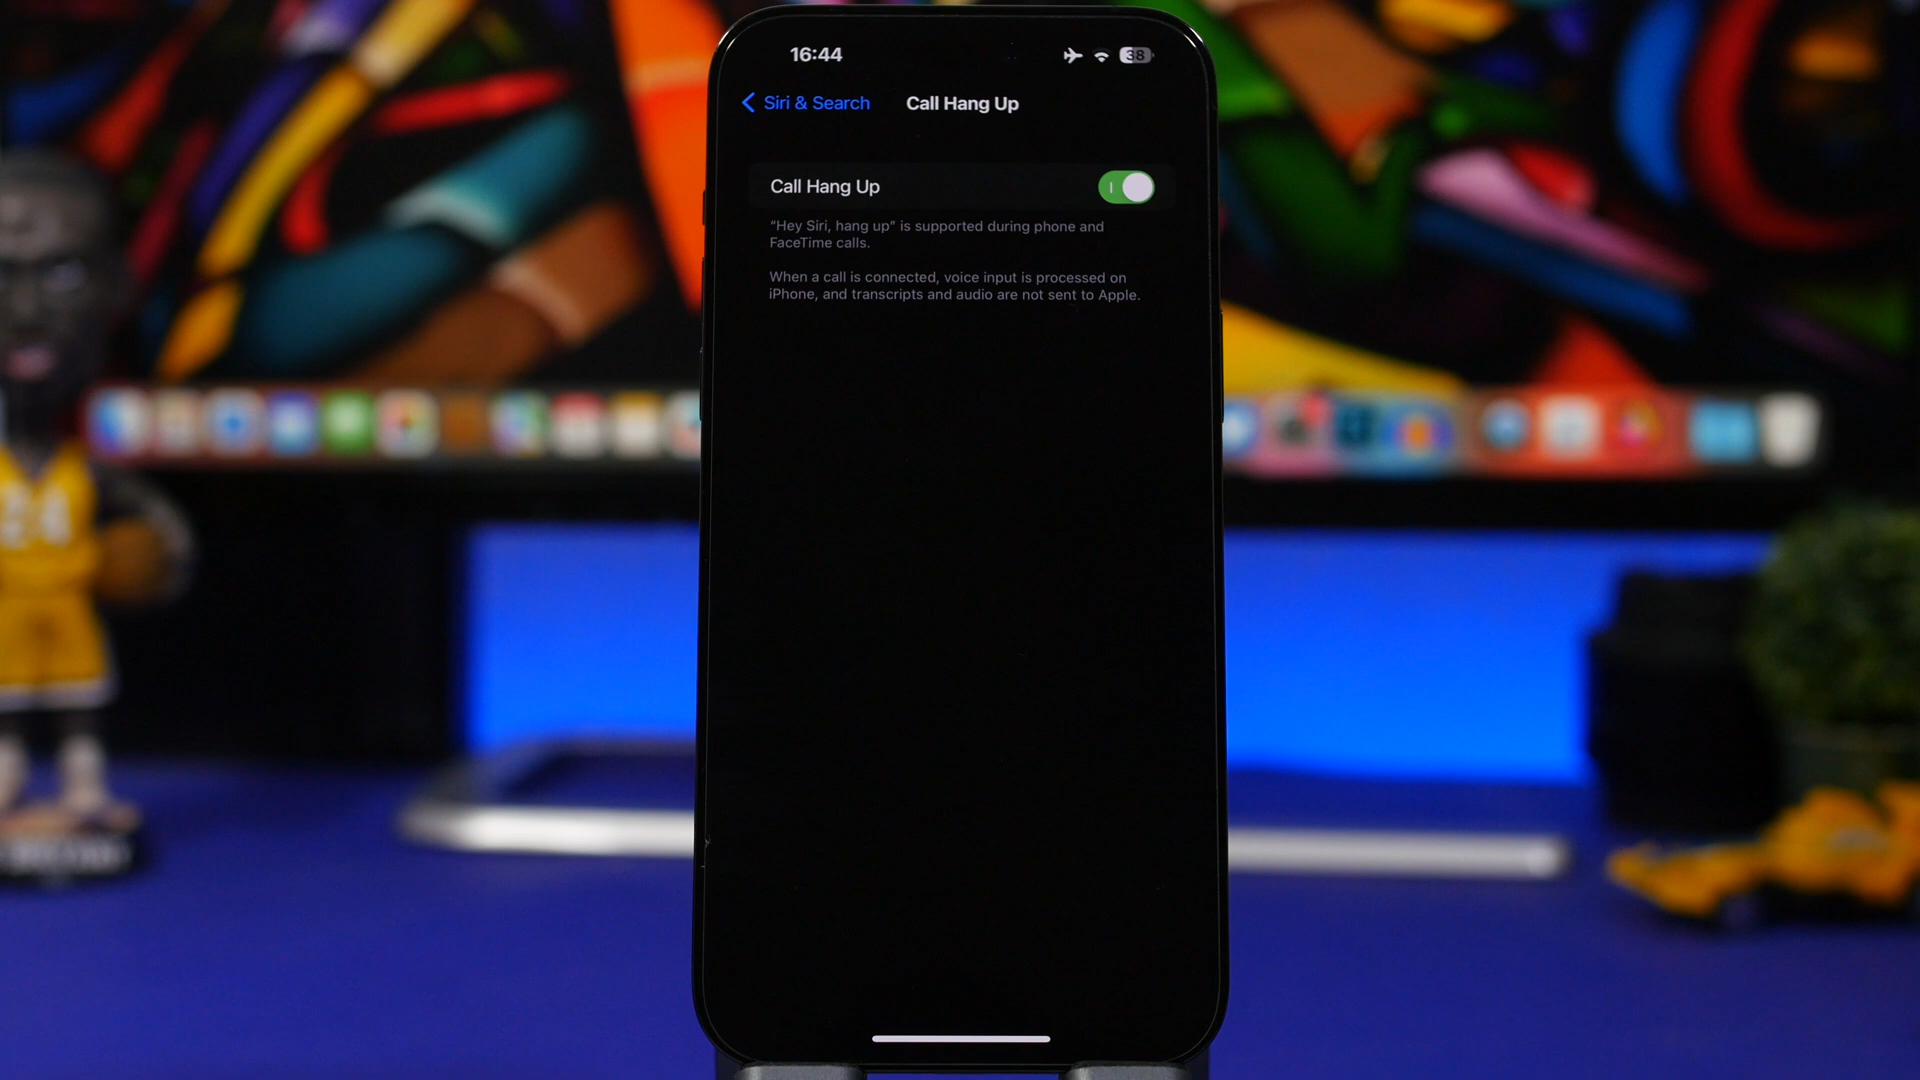 16:44
38
Siri & Search
Call Hang Up
Call Hang Up
“Hey Siri, hang up” is supported during phone and
FaceTime calls.
When a call is connected, voice input is processed on
iPhone, and transcripts and audio are not sent to Apple.
24